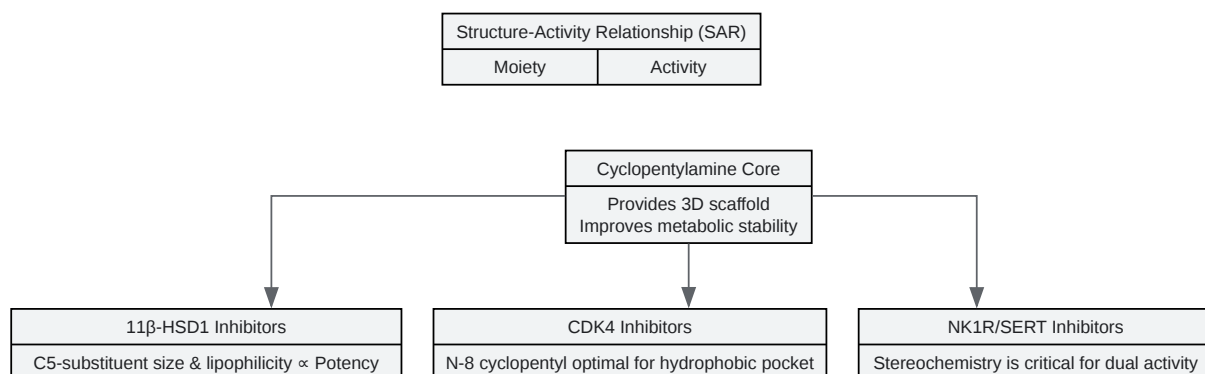 Structure-Activity Relationship (SAR)
Moiety
Activity
Cyclopentylamine Core
Provides 3D scaffold
Improves metabolic stability
11β-HSD1 Inhibitors
C5-substituent size & lipophilicity ∝ Potency
CDK4 Inhibitors
N-8 cyclopentyl optimal for hydrophobic pocket
NK1R/SERT Inhibitors
Stereochemistry is critical for dual activity